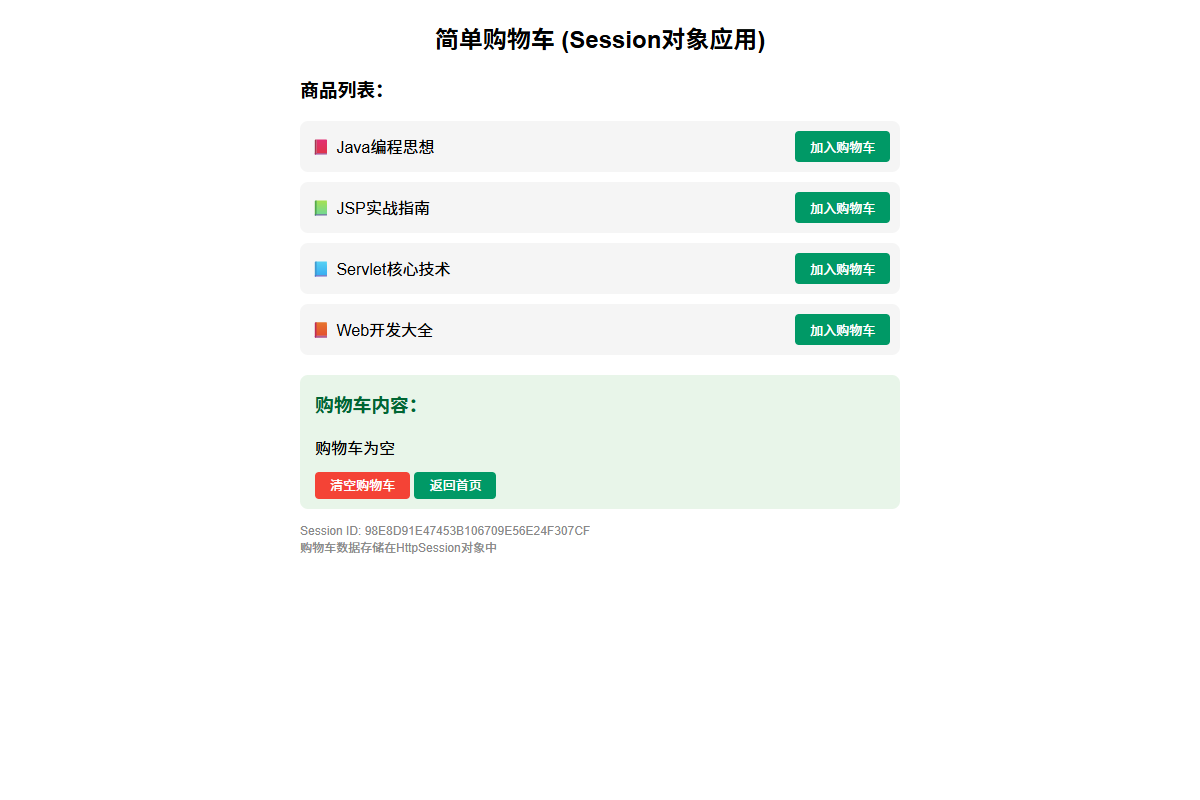 简单购物车 (Session对象应用)
商品列表：
📕 Java编程思想
加入购物车
📗 JSP实战指南
加入购物车
📘 Servlet核心技术
加入购物车
📙 Web开发大全
加入购物车
购物车内容：
购物车为空
清空购物车 返回首页
Session ID: 98E8D91E47453B106709E56E24F307CF
购物车数据存储在HttpSession对象中